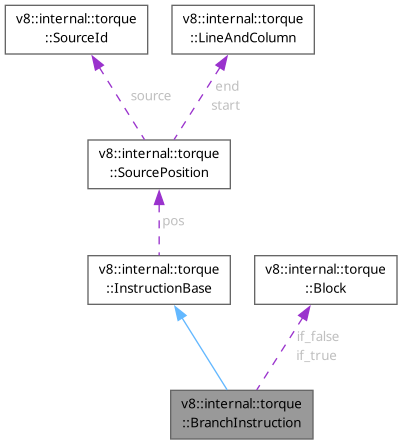 v8::internal::torque
::SourceId
v8::internal::torque
::LineAndColumn
source
end
start
v8::internal::torque
::SourcePosition
pos
v8::internal::torque
::InstructionBase
v8::internal::torque
::Block
if_false
if_true
v8::internal::torque
::BranchInstruction